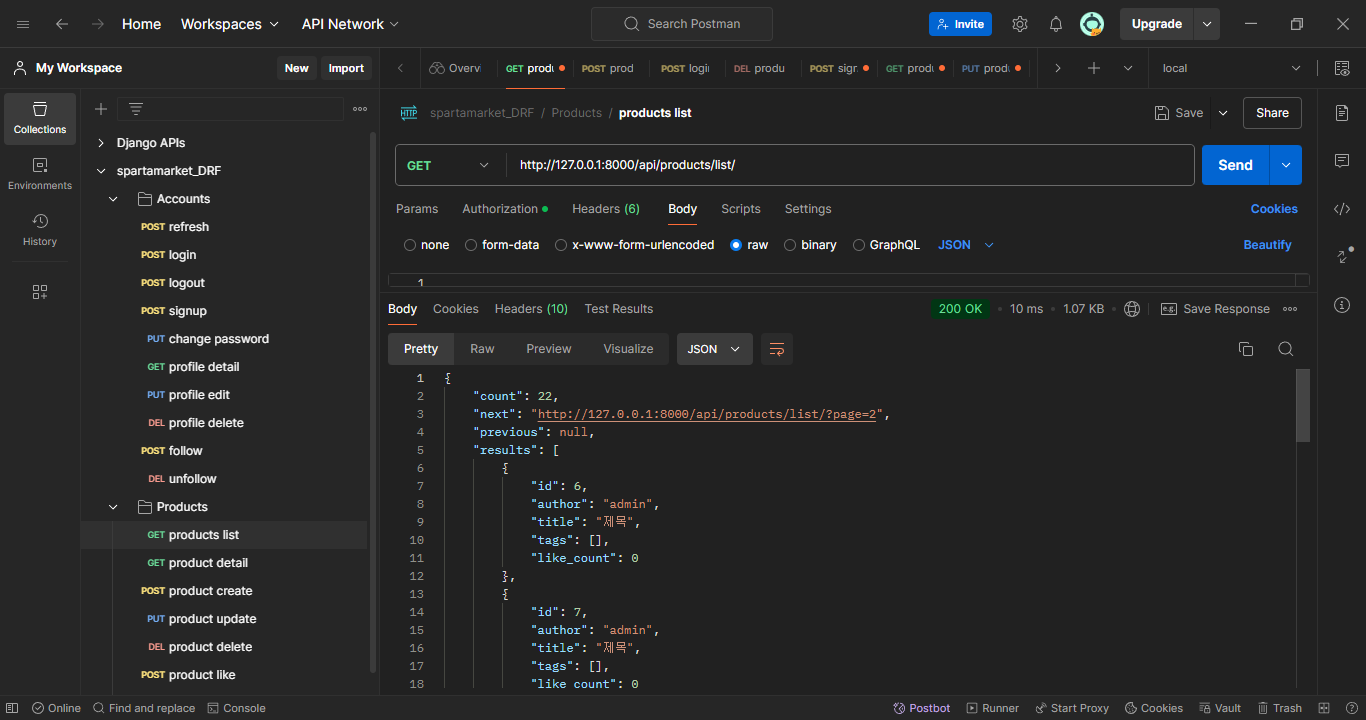 Home Workspaces API Network Search Postman Invite Upgrade
My Workspace New Import Overvi GET produ POST prod POST logi DEL produ POST sign GET produ PUT produ local
Collections
Environments
History
Django APIs
spartamarket_DRF
Accounts
POST refresh
POST login
POST logout
POST signup
PUT change password
GET profile detail
PUT profile edit
DEL profile delete
POST follow
DEL unfollow
Products
GET products list
GET product detail
POST product create
PUT product update
DEL product delete
POST product like
HTTP spartamarket_DRF / Products / products list Save Share
GET http://127.0.0.1:8000/api/products/list/ Send
Params Authorization Headers (6) Body Scripts Settings Cookies
none form-data x-www-form-urlencoded raw binary GraphQL JSON Beautify
1
Body Cookies Headers (10) Test Results 200 OK 10 ms 1.07 KB e.g. Save Response
Pretty Raw Preview Visualize JSON
1 {
2 "count": 22,
3 "next": "http://127.0.0.1:8000/api/products/list/?page=2",
4 "previous": null,
5 "results": [
6 {
7 "id": 6,
8 "author": "admin",
9 "title": "제목",
10 "tags": [],
11 "like_count": 0
12 },
13 {
14 "id": 7,
15 "author": "admin",
16 "title": "제목",
17 "tags": [],
18 "like_count": 0
Online Find and replace Console Postbot Runner Start Proxy Cookies Vault Trash